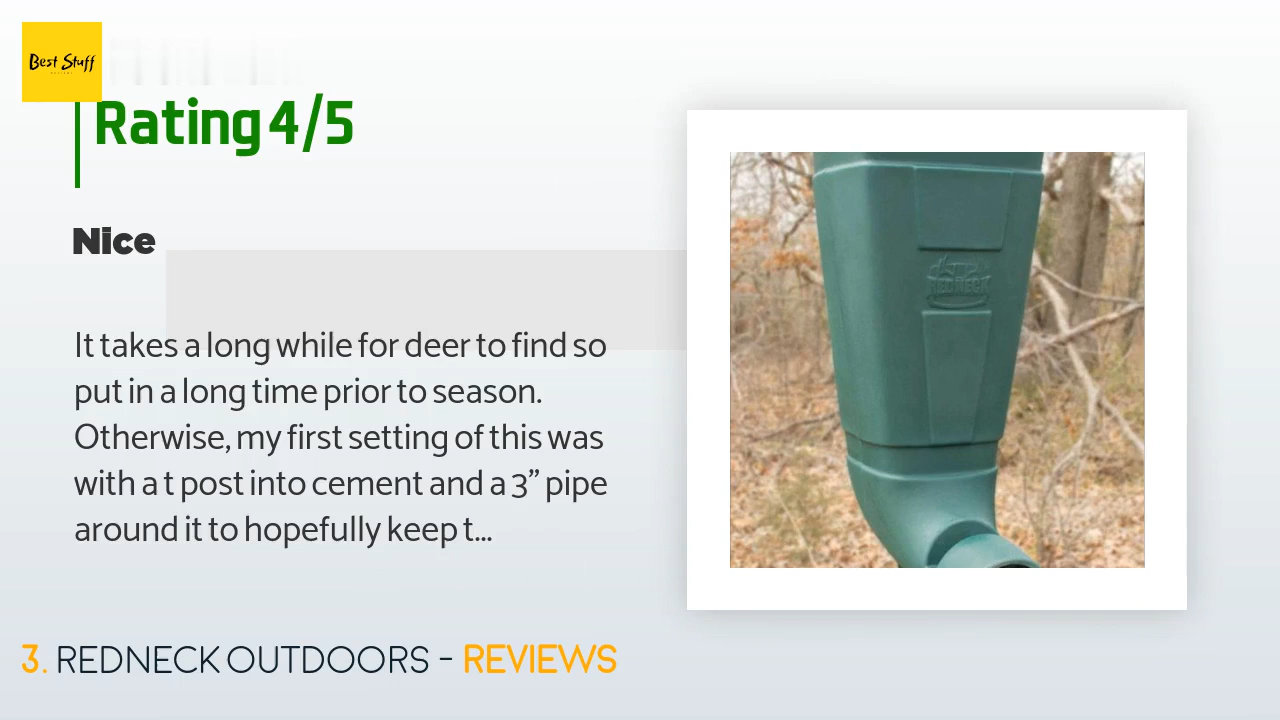 Best Stuff
Rating 4/5
Nice
It takes a long while for deer to find so
put in a long time prior to season.
Otherwise, my first setting of this was
with a t post into cement and a 3” pipe
around it to hopefully keep t...
REDNECK
3. REDNECK OUTDOORS - REVIEWS